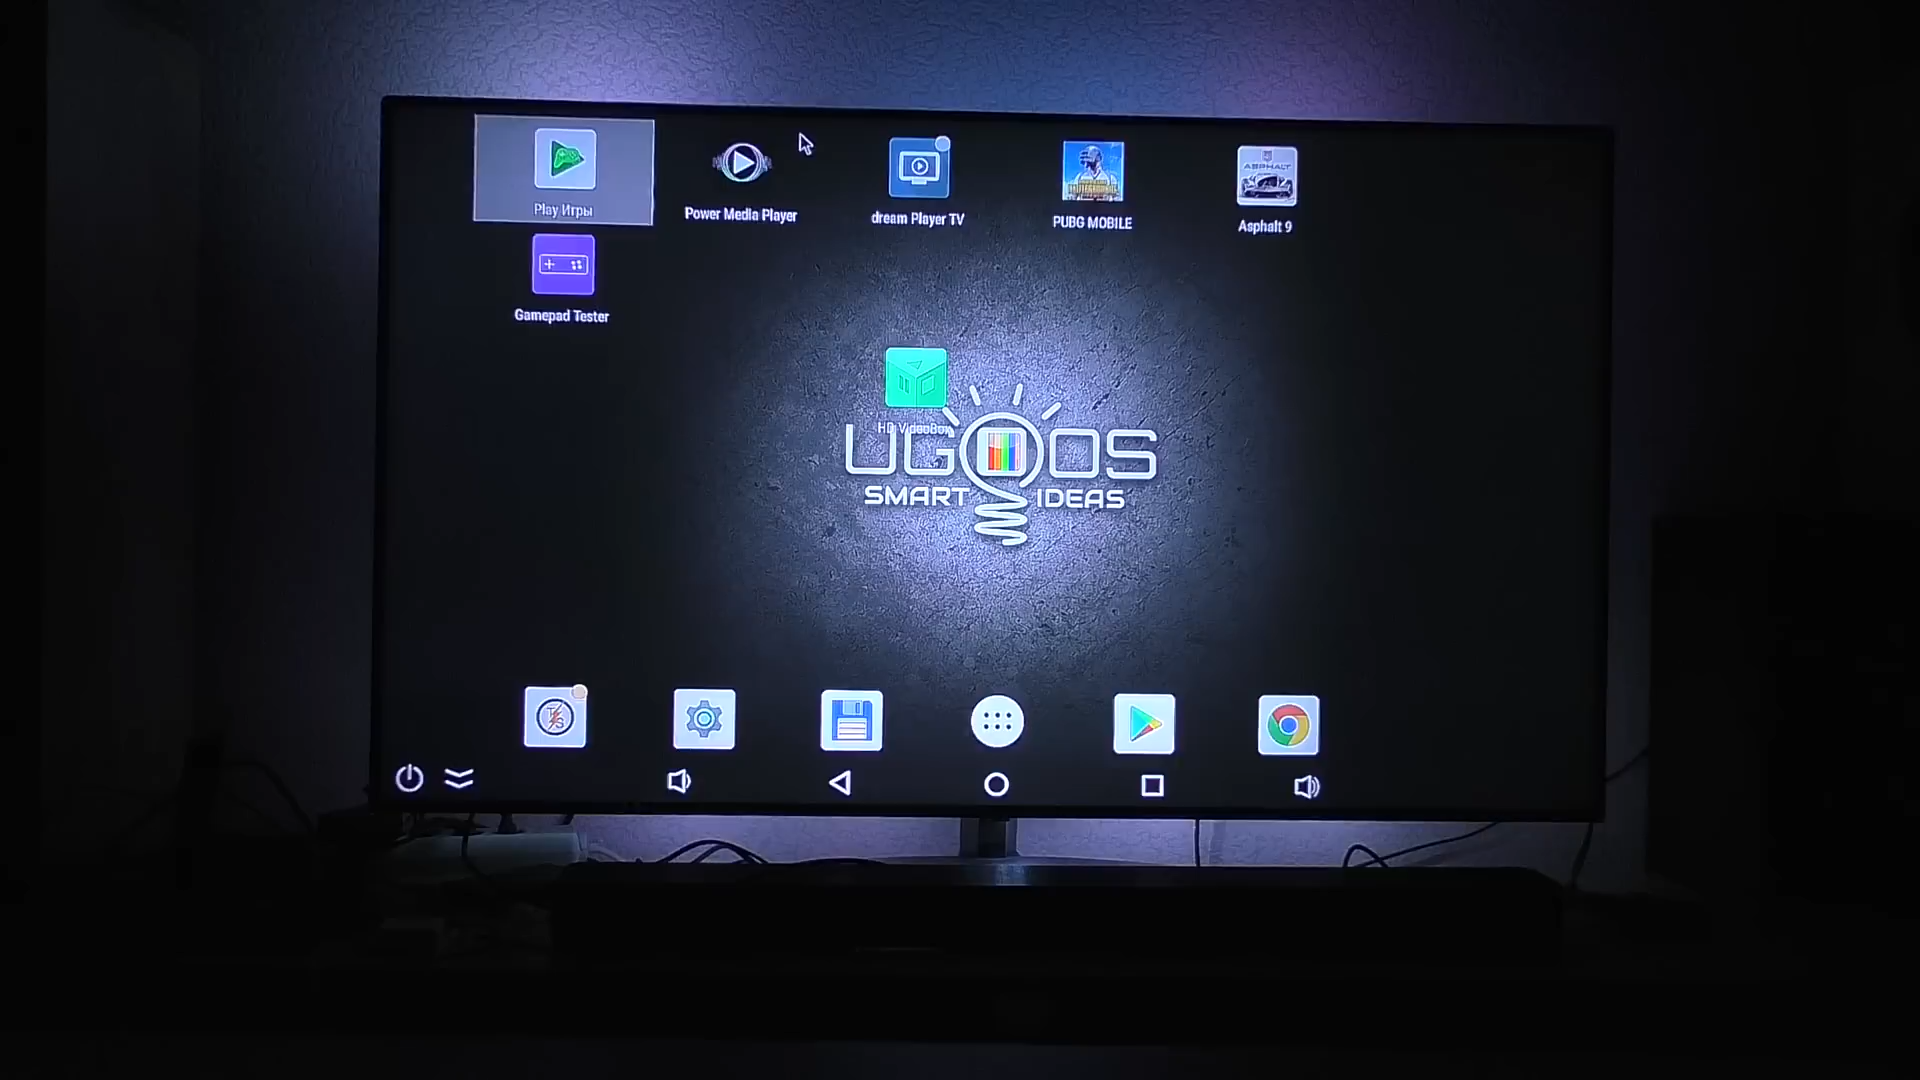 Play Игры
Power Media Player
dream Player TV
PUBG MOBILE
ASPHALT
Asphalt 9
Gamepad Tester
HD VideoBox
UGOOS
SMART IDEAS